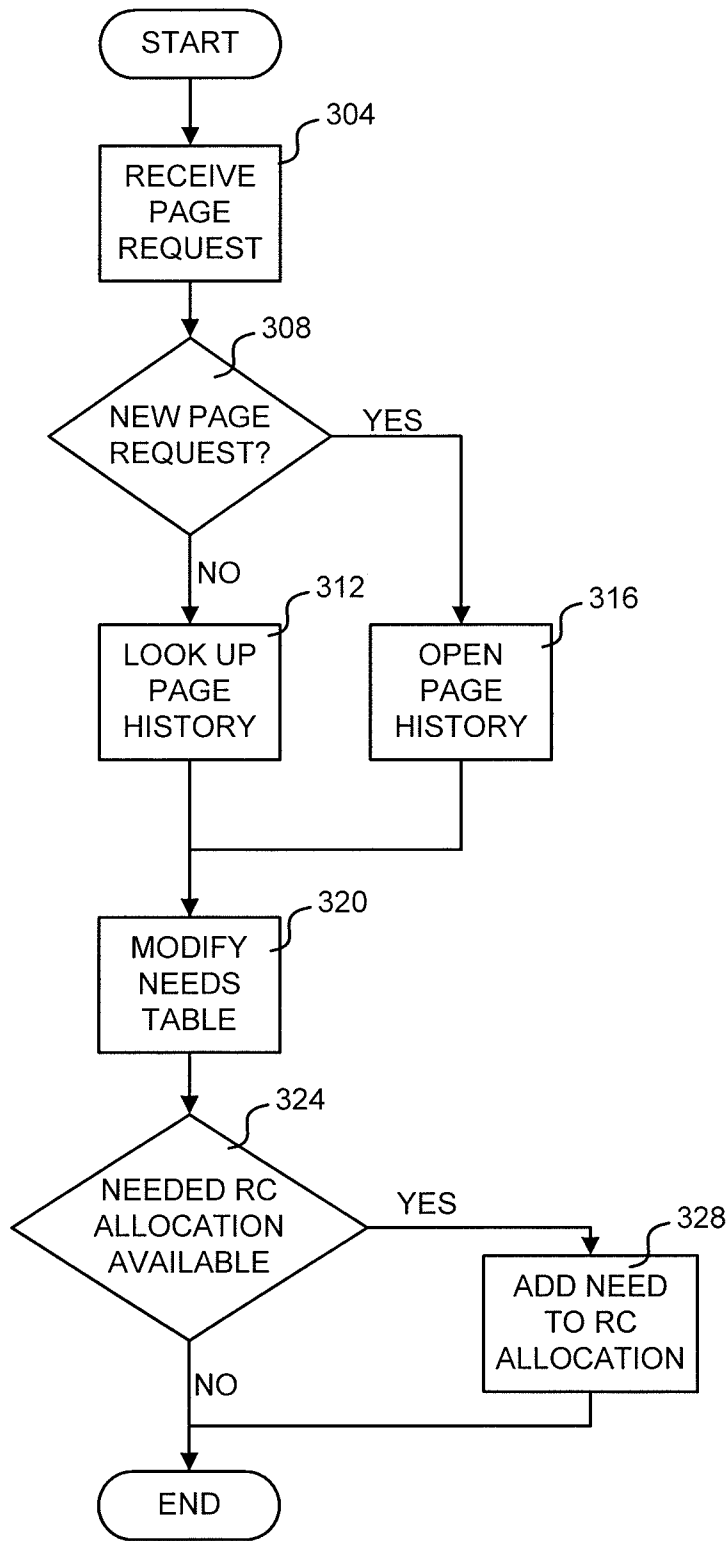 START
304
RECEIVE
PAGE
REQUEST
308
NEW PAGE
REQUEST?
YES
NO
312
LOOK UP
PAGE
HISTORY
316
OPEN
PAGE
HISTORY
320
MODIFY
NEEDS
TABLE
324
NEEDED RC
ALLOCATION
AVAILABLE
YES
328
ADD NEED
TO RC
ALLOCATION
NO
END